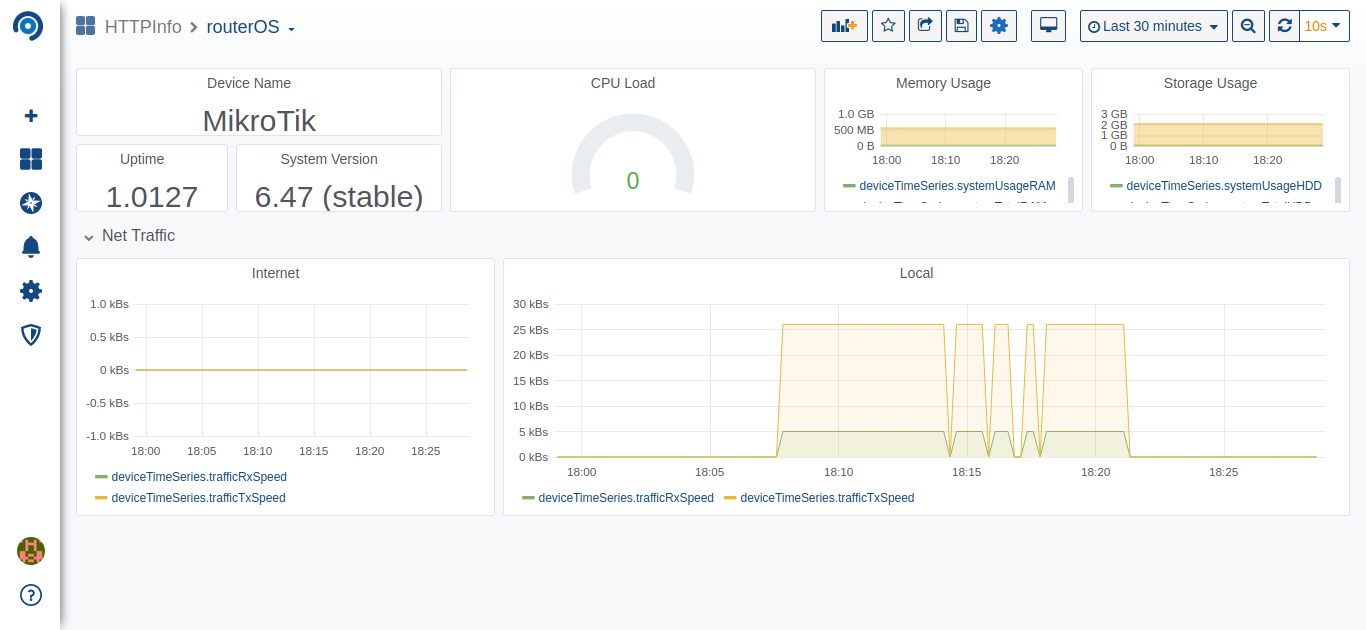 HTTPInfo > routerOS
Last 30 minutes
10s
Device Name
MikroTik
Uptime
1.0127
System Version
6.47 (stable)
CPU Load
0
Memory Usage
1.0 GB
500 MB
0 B
18:00 18:10 18:20
deviceTimeSeries.systemUsageRAM
Storage Usage
3 GB
2 GB
1 GB
0 B
18:00 18:10 18:20
deviceTimeSeries.systemUsageHDD
Net Traffic
Internet
1.0 kBs
0.5 kBs
0 kBs
-0.5 kBs
-1.0 kBs
18:00 18:05 18:10 18:15 18:20 18:25
deviceTimeSeries.trafficRxSpeed
deviceTimeSeries.trafficTxSpeed
Local
30 kBs
25 kBs
20 kBs
15 kBs
10 kBs
5 kBs
0 kBs
18:00 18:05 18:10 18:15 18:20 18:25
deviceTimeSeries.trafficRxSpeed deviceTimeSeries.trafficTxSpeed
?